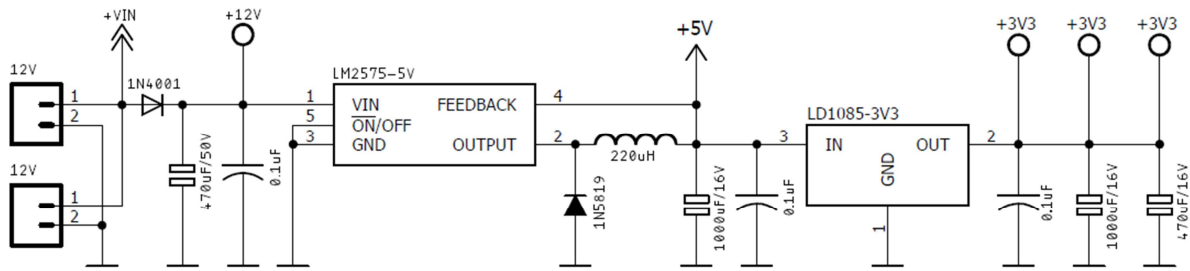 +VIN
+12V
12V
1
2
12V
1
2
1N4001
470uF/50V
0.1uF
LM2575-5V
1 VIN FEEDBACK 4
5 ON/OFF
3 GND OUTPUT 2
1N5819
220uH
+5V
1000uF/16V
0.1uF
LD1085-3V3
3 IN OUT 2
GND
1
+3V3
+3V3
+3V3
0.1uF
1000uF/16V
470uF/16V